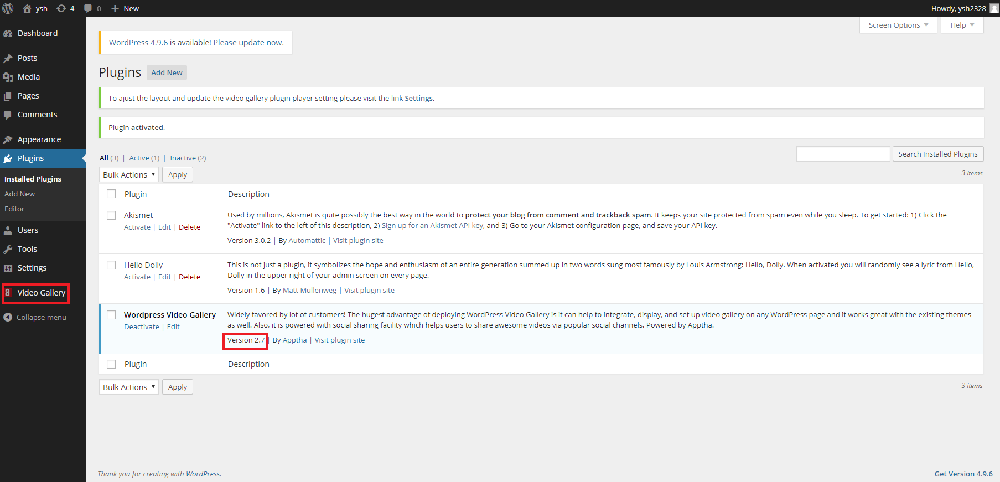 ysh 4 0 New Howdy, ysh2328
Dashboard
Posts
Media
Pages
Comments
Appearance
Plugins
Installed Plugins
Add New
Editor
Users
Tools
Settings
a Video Gallery
Collapse menu
Screen Options Help
WordPress 4.9.6 is available! Please update now.
Plugins Add New
To ajust the layout and update the video gallery plugin player setting please visit the link Settings.
Plugin activated.
All (3) | Active (1) | Inactive (2)
Search Installed Plugins
Bulk Actions Apply
3 items
Plugin Description
Akismet
Activate | Edit | Delete
Used by millions, Akismet is quite possibly the best way in the world to protect your blog from comment and trackback spam. It keeps your site protected from spam even while you sleep. To get started: 1) Click the
"Activate" link to the left of this description, 2) Sign up for an Akismet API key, and 3) Go to your Akismet configuration page, and save your API key.
Version 3.0.2 | By Automattic | Visit plugin site
Hello Dolly
Activate | Edit | Delete
This is not just a plugin, it symbolizes the hope and enthusiasm of an entire generation summed up in two words sung most famously by Louis Armstrong: Hello, Dolly. When activated you will randomly see a lyric from Hello,
Dolly in the upper right of your admin screen on every page.
Version 1.6 | By Matt Mullenweg | Visit plugin site
Wordpress Video Gallery
Deactivate | Edit
Widely favored by lot of customers! The hugest advantage of deploying WordPress Video Gallery is it can help to integrate, display, and set up video gallery on any WordPress page and it works great with the existing themes
as well. Also, it is powered with social sharing facility which helps users to share awesome videos via popular social channels. Powered by Apptha.
Version 2.7 | By Apptha | Visit plugin site
Plugin Description
Bulk Actions Apply
3 items
Thank you for creating with WordPress.
Get Version 4.9.6